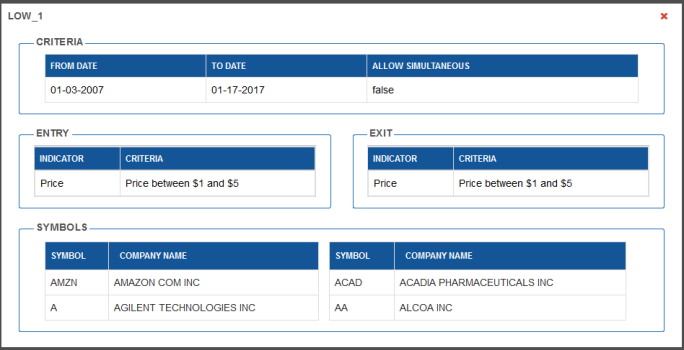 LOW_1
CRITERIA
FROM DATE TO DATE ALLOW SIMULTANEOUS
01-03-2007 01-17-2017 false
ENTRY EXIT
INDICATOR CRITERIA INDICATOR CRITERIA
Price Price between $1 and $5 Price Price between $1 and $5
SYMBOLS
SYMBOL COMPANY NAME SYMBOL COMPANY NAME
AMZN AMAZON COM INC ACAD ACADIA PHARMACEUTICALS INC
A AGILENT TECHNOLOGIES INC AA ALCOA INC